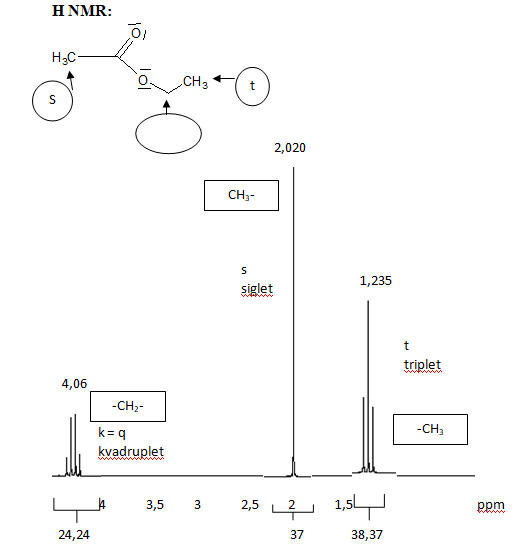 H NMR:
O
H₃C
O
CH₃
t
S
2,020
CH₃-
s
siglet
1,235
t
triplet
4,06
-CH₂-
k = q
kvadruplet
-CH₃
4 3,5 3 2,5 2 1,5 ppm
24,24 37 38,37